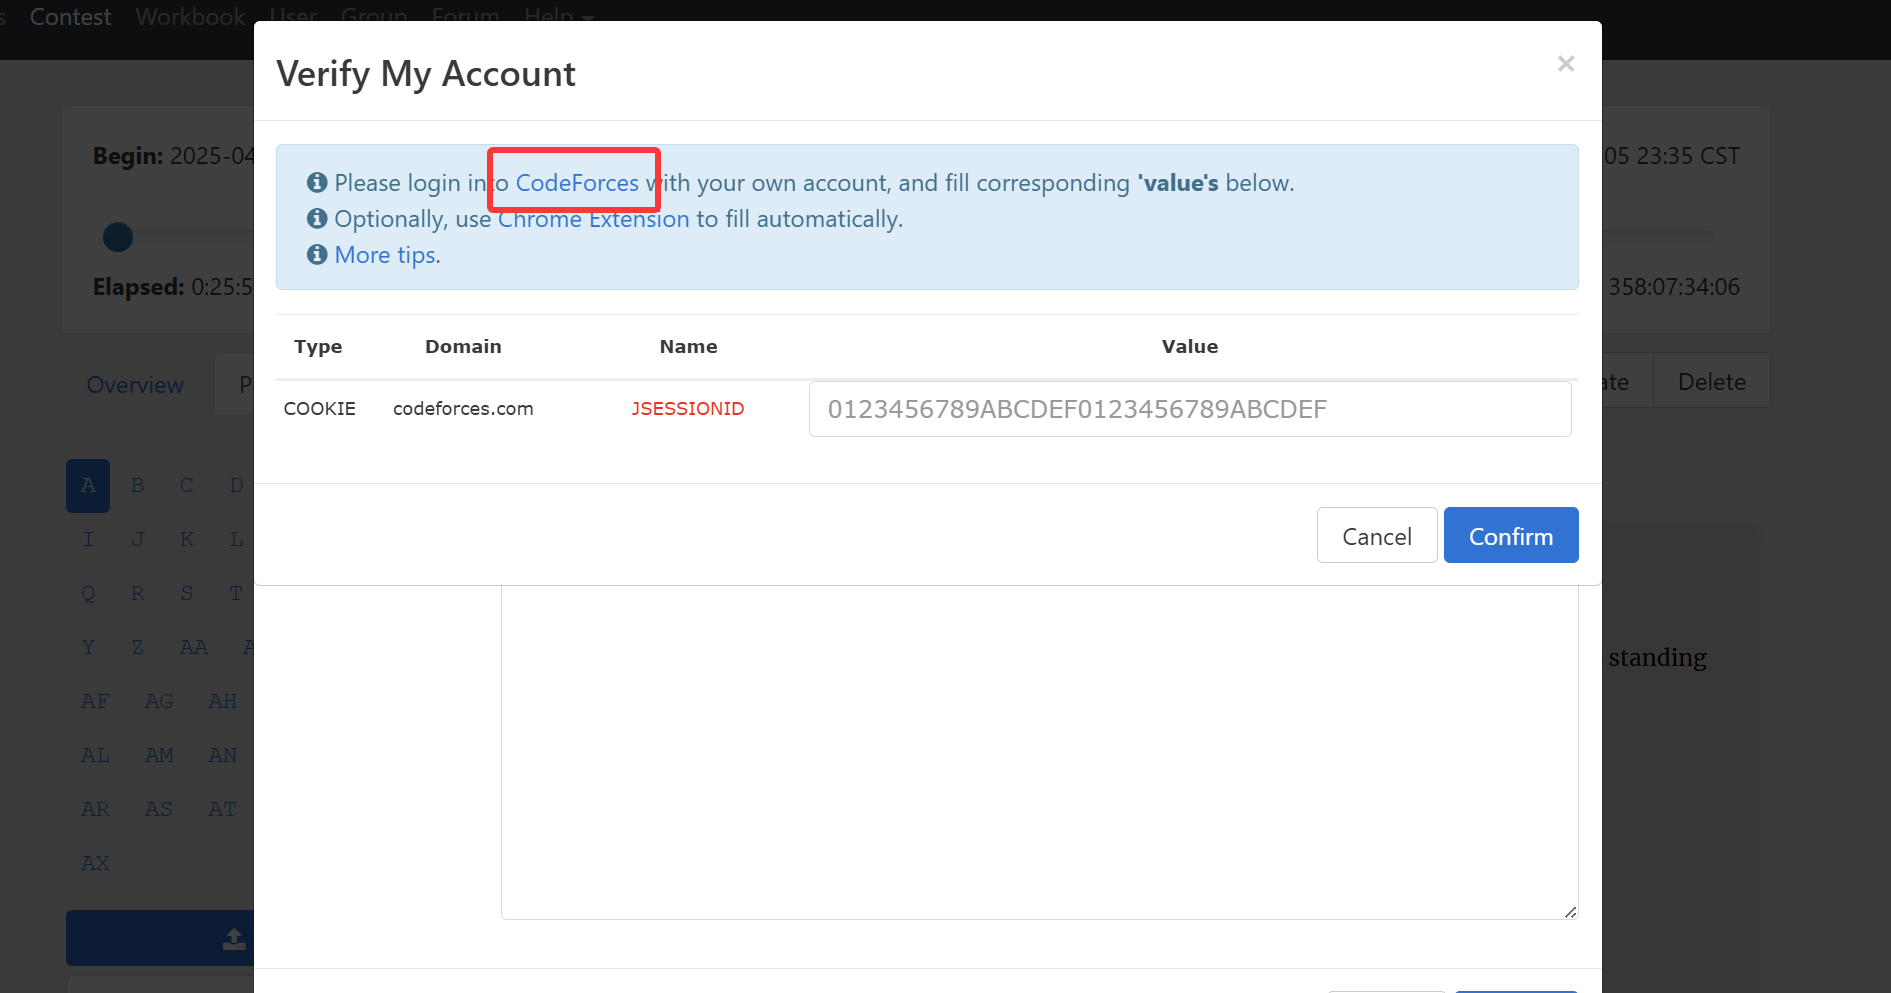 Contest Workbook User Group Forum Help
Verify My Account
×
Begin: 2025-04
05 23:35 CST
Please login into CodeForces with your own account, and fill corresponding 'value's below.
Optionally, use Chrome Extension to fill automatically.
More tips.
Elapsed: 0:25:5
358:07:34:06
Type Domain Name Value
Overview P
ate Delete
COOKIE codeforces.com JSESSIONID 0123456789ABCDEF0123456789ABCDEF
A B C D
Cancel Confirm
I J K L
Q R S T
Y Z AA A
standing
AF AG AH
AL AM AN
AR AS AT
AX